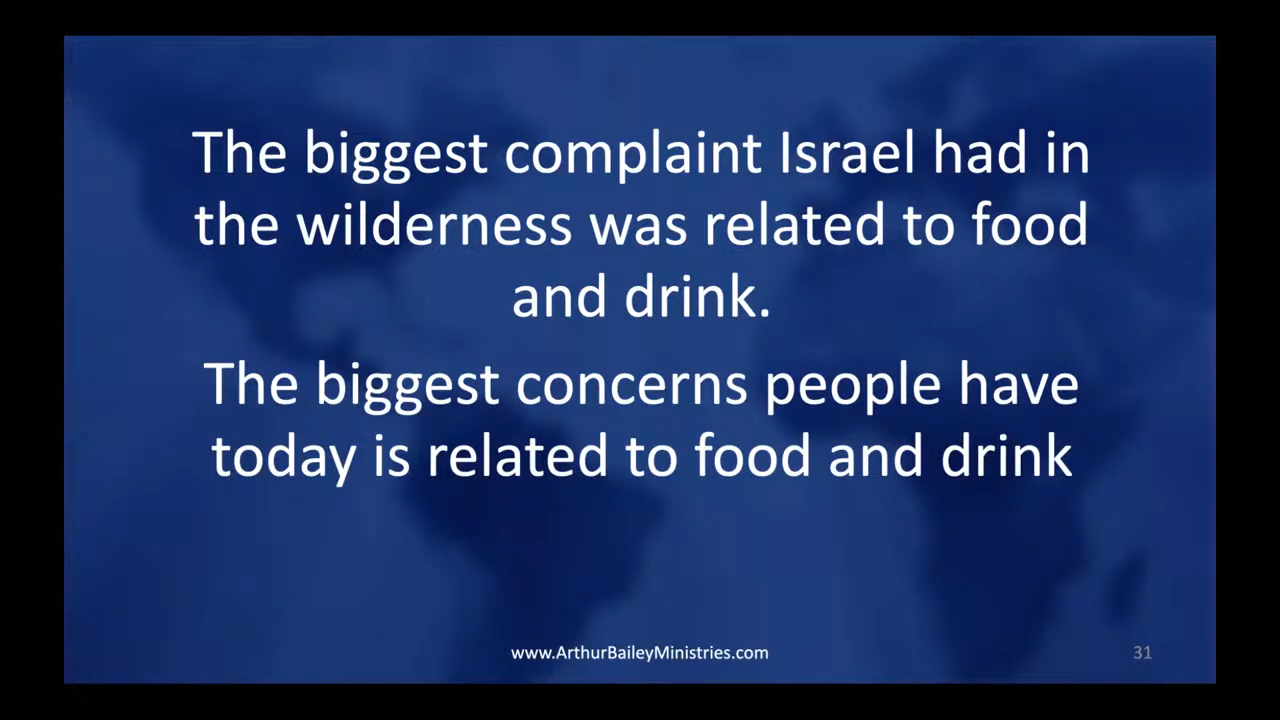 The biggest complaint Israel had in
the wilderness was related to food
and drink.
The biggest concerns people have
today is related to food and drink
www.ArthurBaileyMinistries.com
31